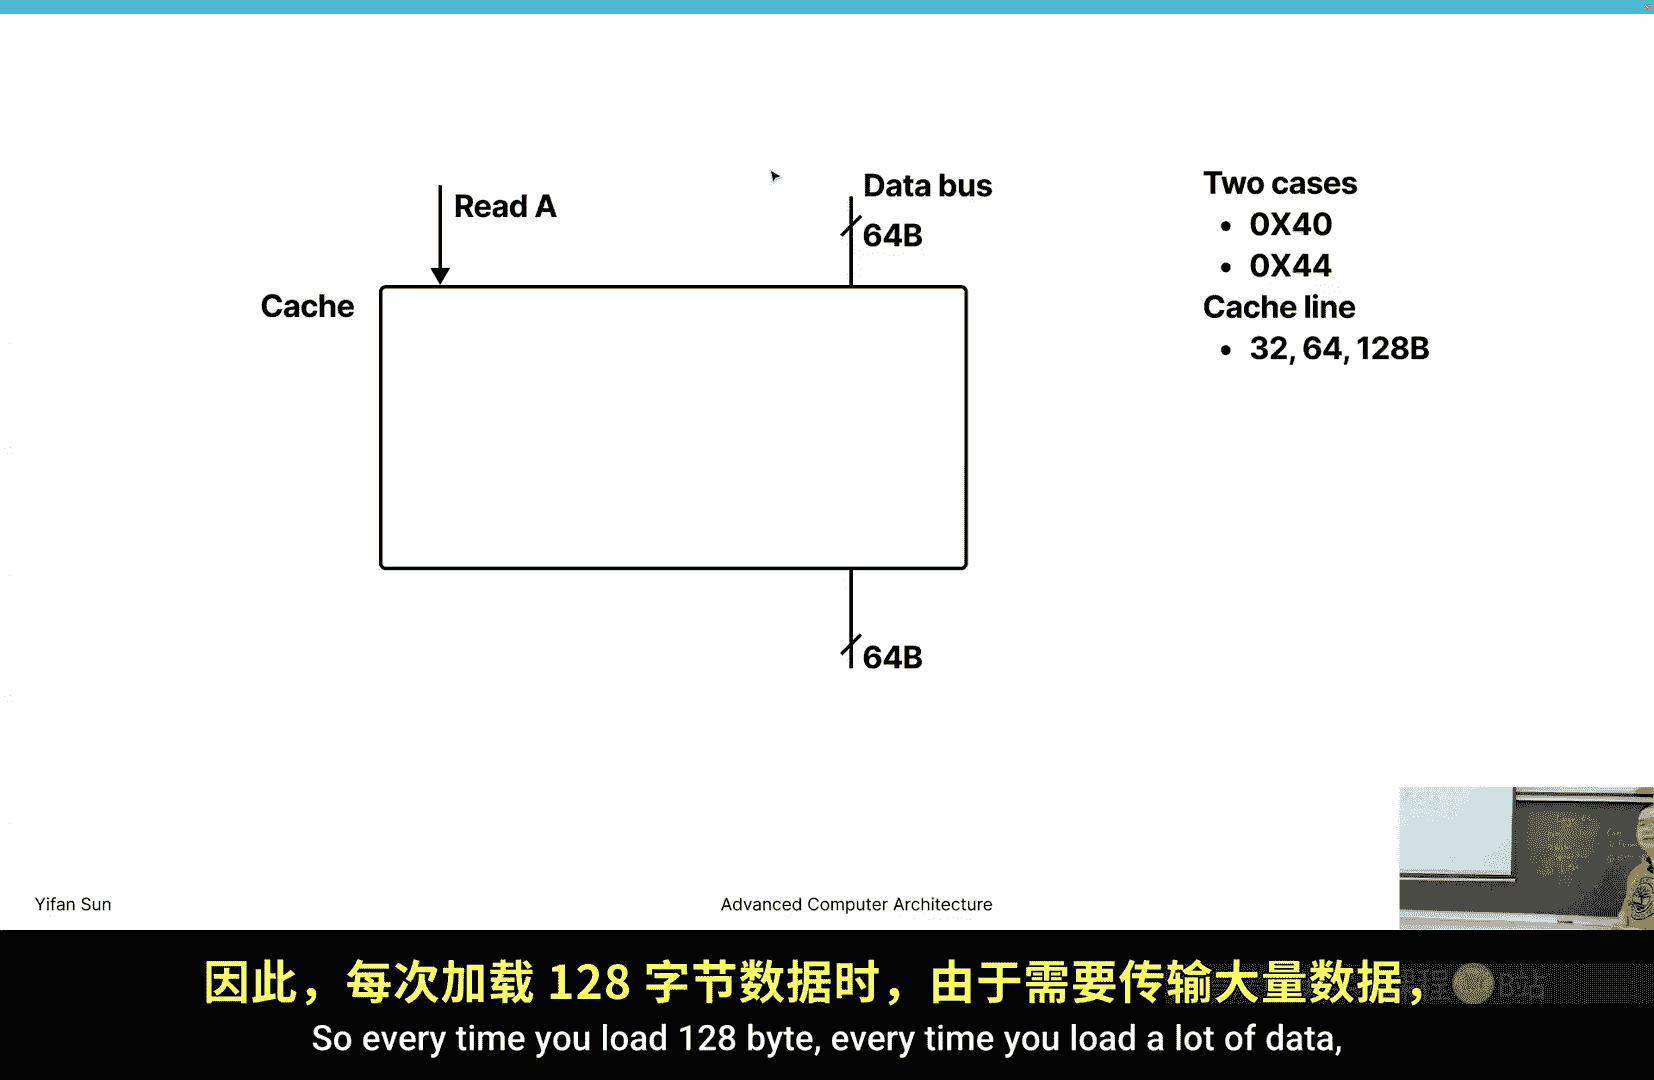 Data bus
Read A
64B
Cache
64B
Two cases
• 0X40
• 0X44
Cache line
• 32, 64, 128B
Yifan Sun
Advanced Computer Architecture
因此，每次加载 128 字节数据时，由于需要传输大量数据，
So every time you load 128 byte, every time you load a lot of data,